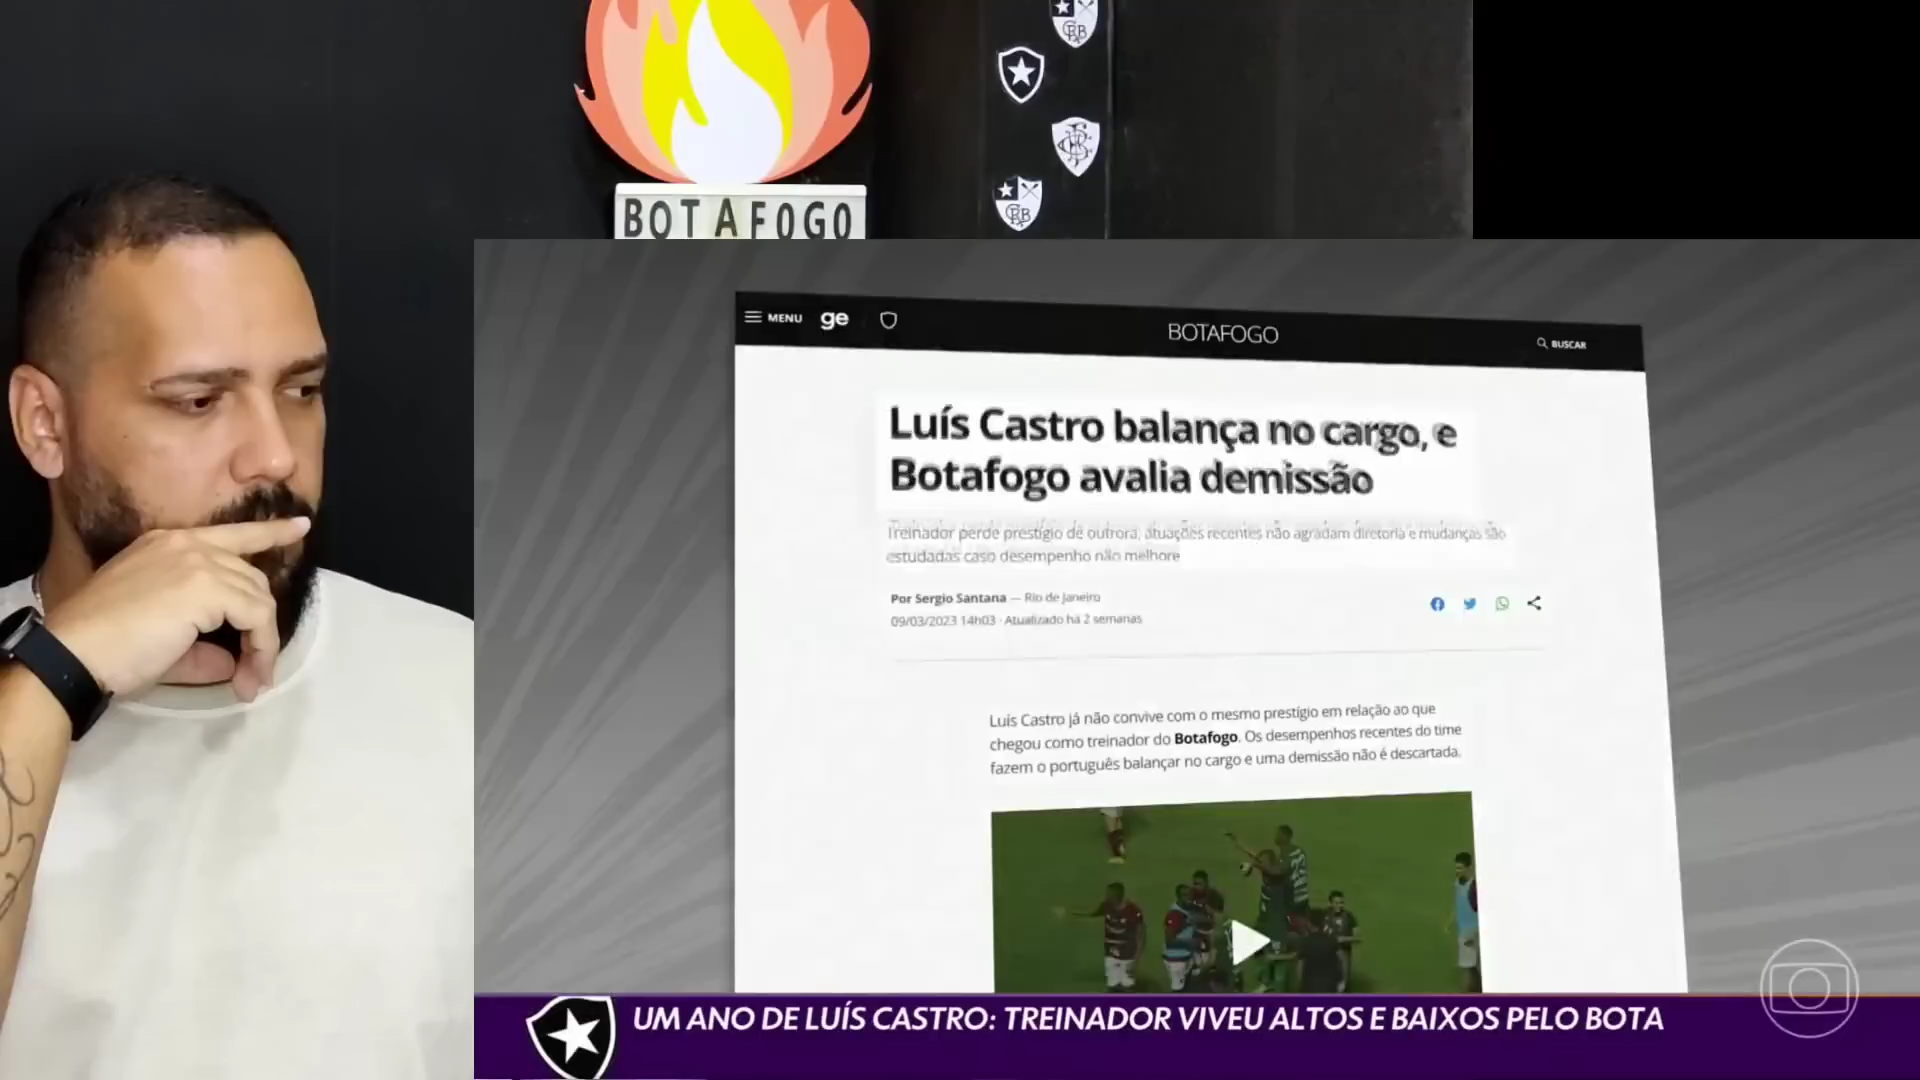 BOTAFOGO
MENU ge
BOTAFOGO
BUSCAR
Luís Castro balança no cargo, e
Botafogo avalia demissão
Treinador perde prestígio de outrora, atuações recentes não agradam diretoria e mudanças são
estudadas caso desempenho não melhore
Por Sergio Santana — Rio de Janeiro
09/03/2023 14h03 · Atualizado há 2 semanas
Luís Castro já não convive com o mesmo prestígio em relação ao que
chegou como treinador do Botafogo. Os desempenhos recentes do time
fazem o português balançar no cargo e uma demissão não é descartada.
UM ANO DE LUÍS CASTRO: TREINADOR VIVEU ALTOS E BAIXOS PELO BOTA